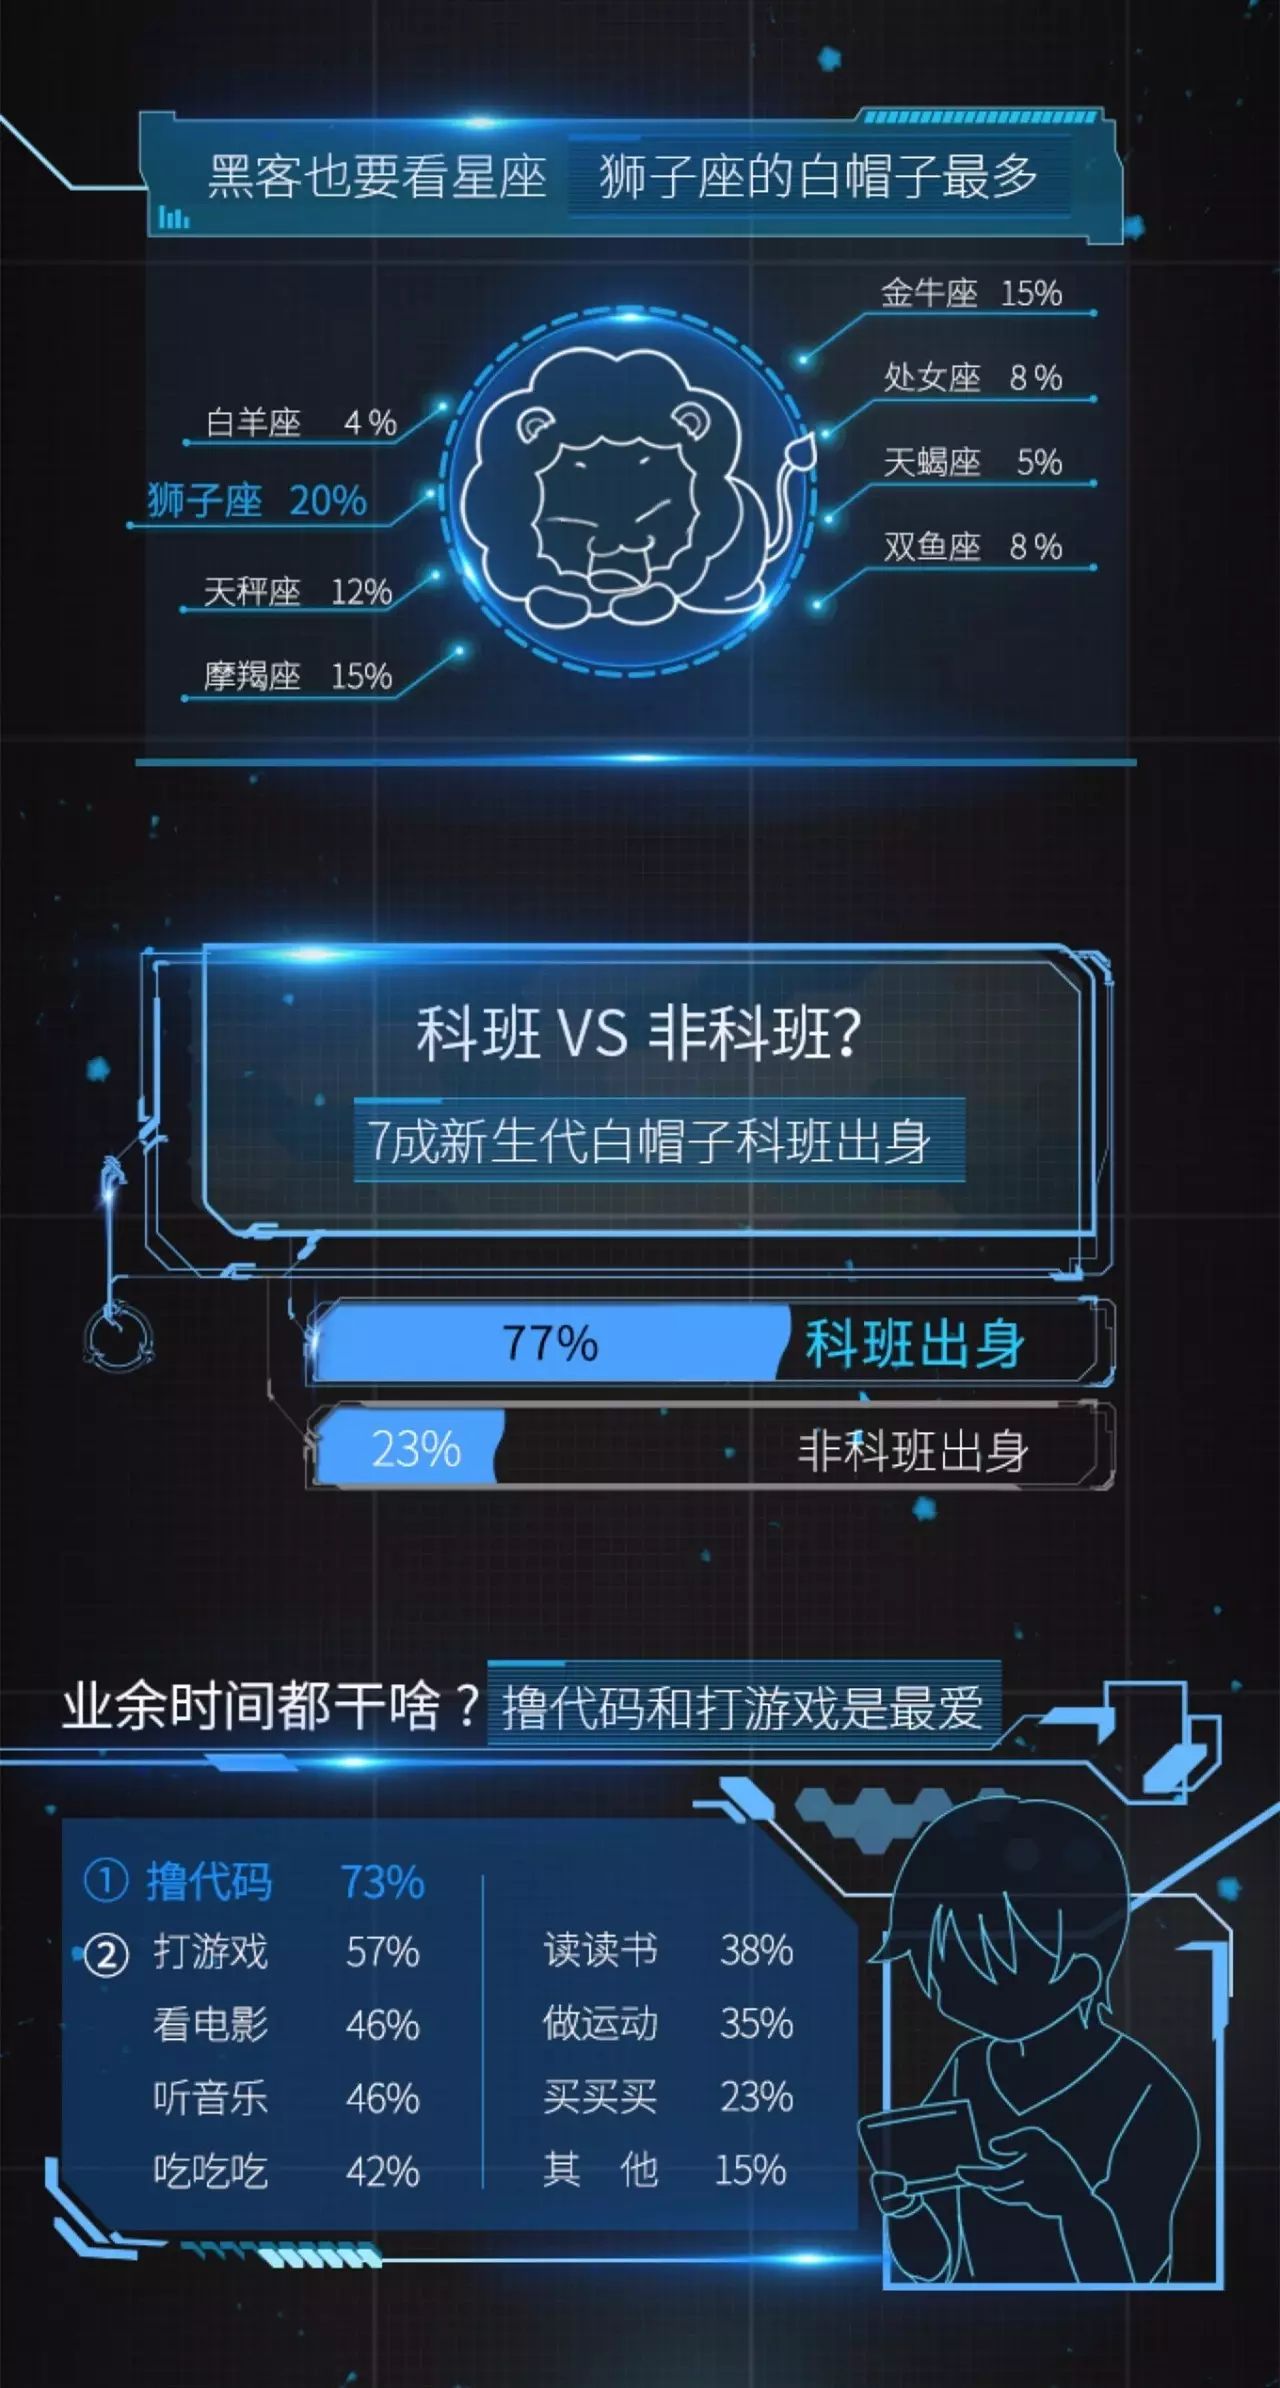 黑客也要看星座 狮子座的白帽子最多
白羊座 4%
狮子座 20%
天秤座 12%
摩羯座 15%
金牛座 15%
处女座 8%
天蝎座 5%
双鱼座 8%
科班 VS 非科班？
7成新生代白帽子科班出身
77% 科班出身
23% 非科班出身
业余时间都干啥？撸代码和打游戏是最爱
① 撸代码 73%
② 打游戏 57%
看电影 46%
听音乐 46%
吃吃吃 42%
读读书 38%
做运动 35%
买买买 23%
其 他 15%